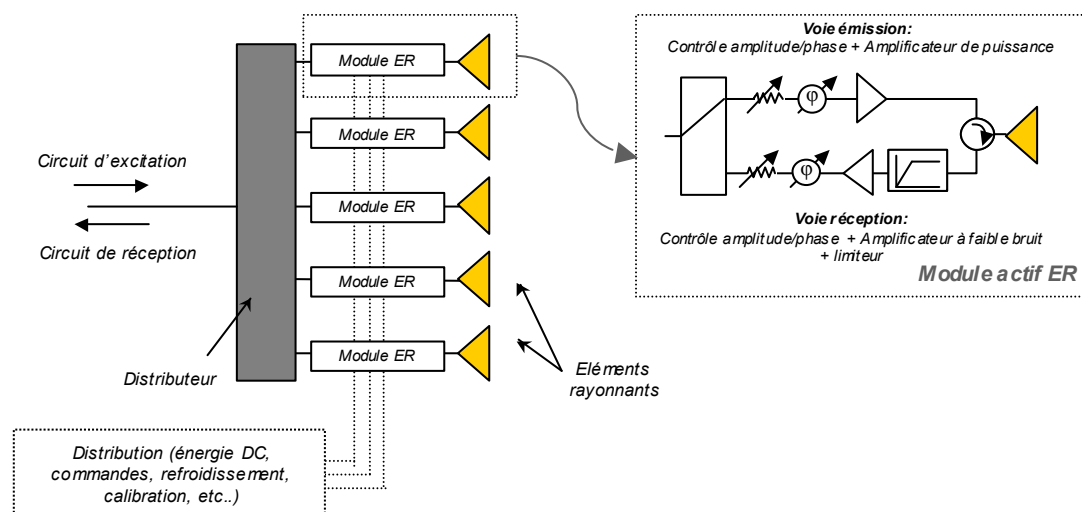 Module ER
Module ER
Module ER
Module ER
Module ER
Circuit d'excitation
Circuit de réception
Distributeur
Eléments
rayonnants
Distribution (énergie DC,
commandes, refroidissement,
calibration, etc..)
Voie émission:
Contrôle amplitude/phase + Amplificateur de puissance
φ
φ
Voie réception:
Contrôle amplitude/phase + Amplificateur à faible bruit
+ limiteur
Module actif ER